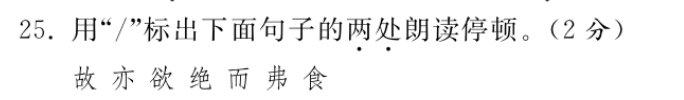 25. 用“/”标出下面句子的两处朗读停顿。(2 分)
故 亦 欲 绝 而 弗 食